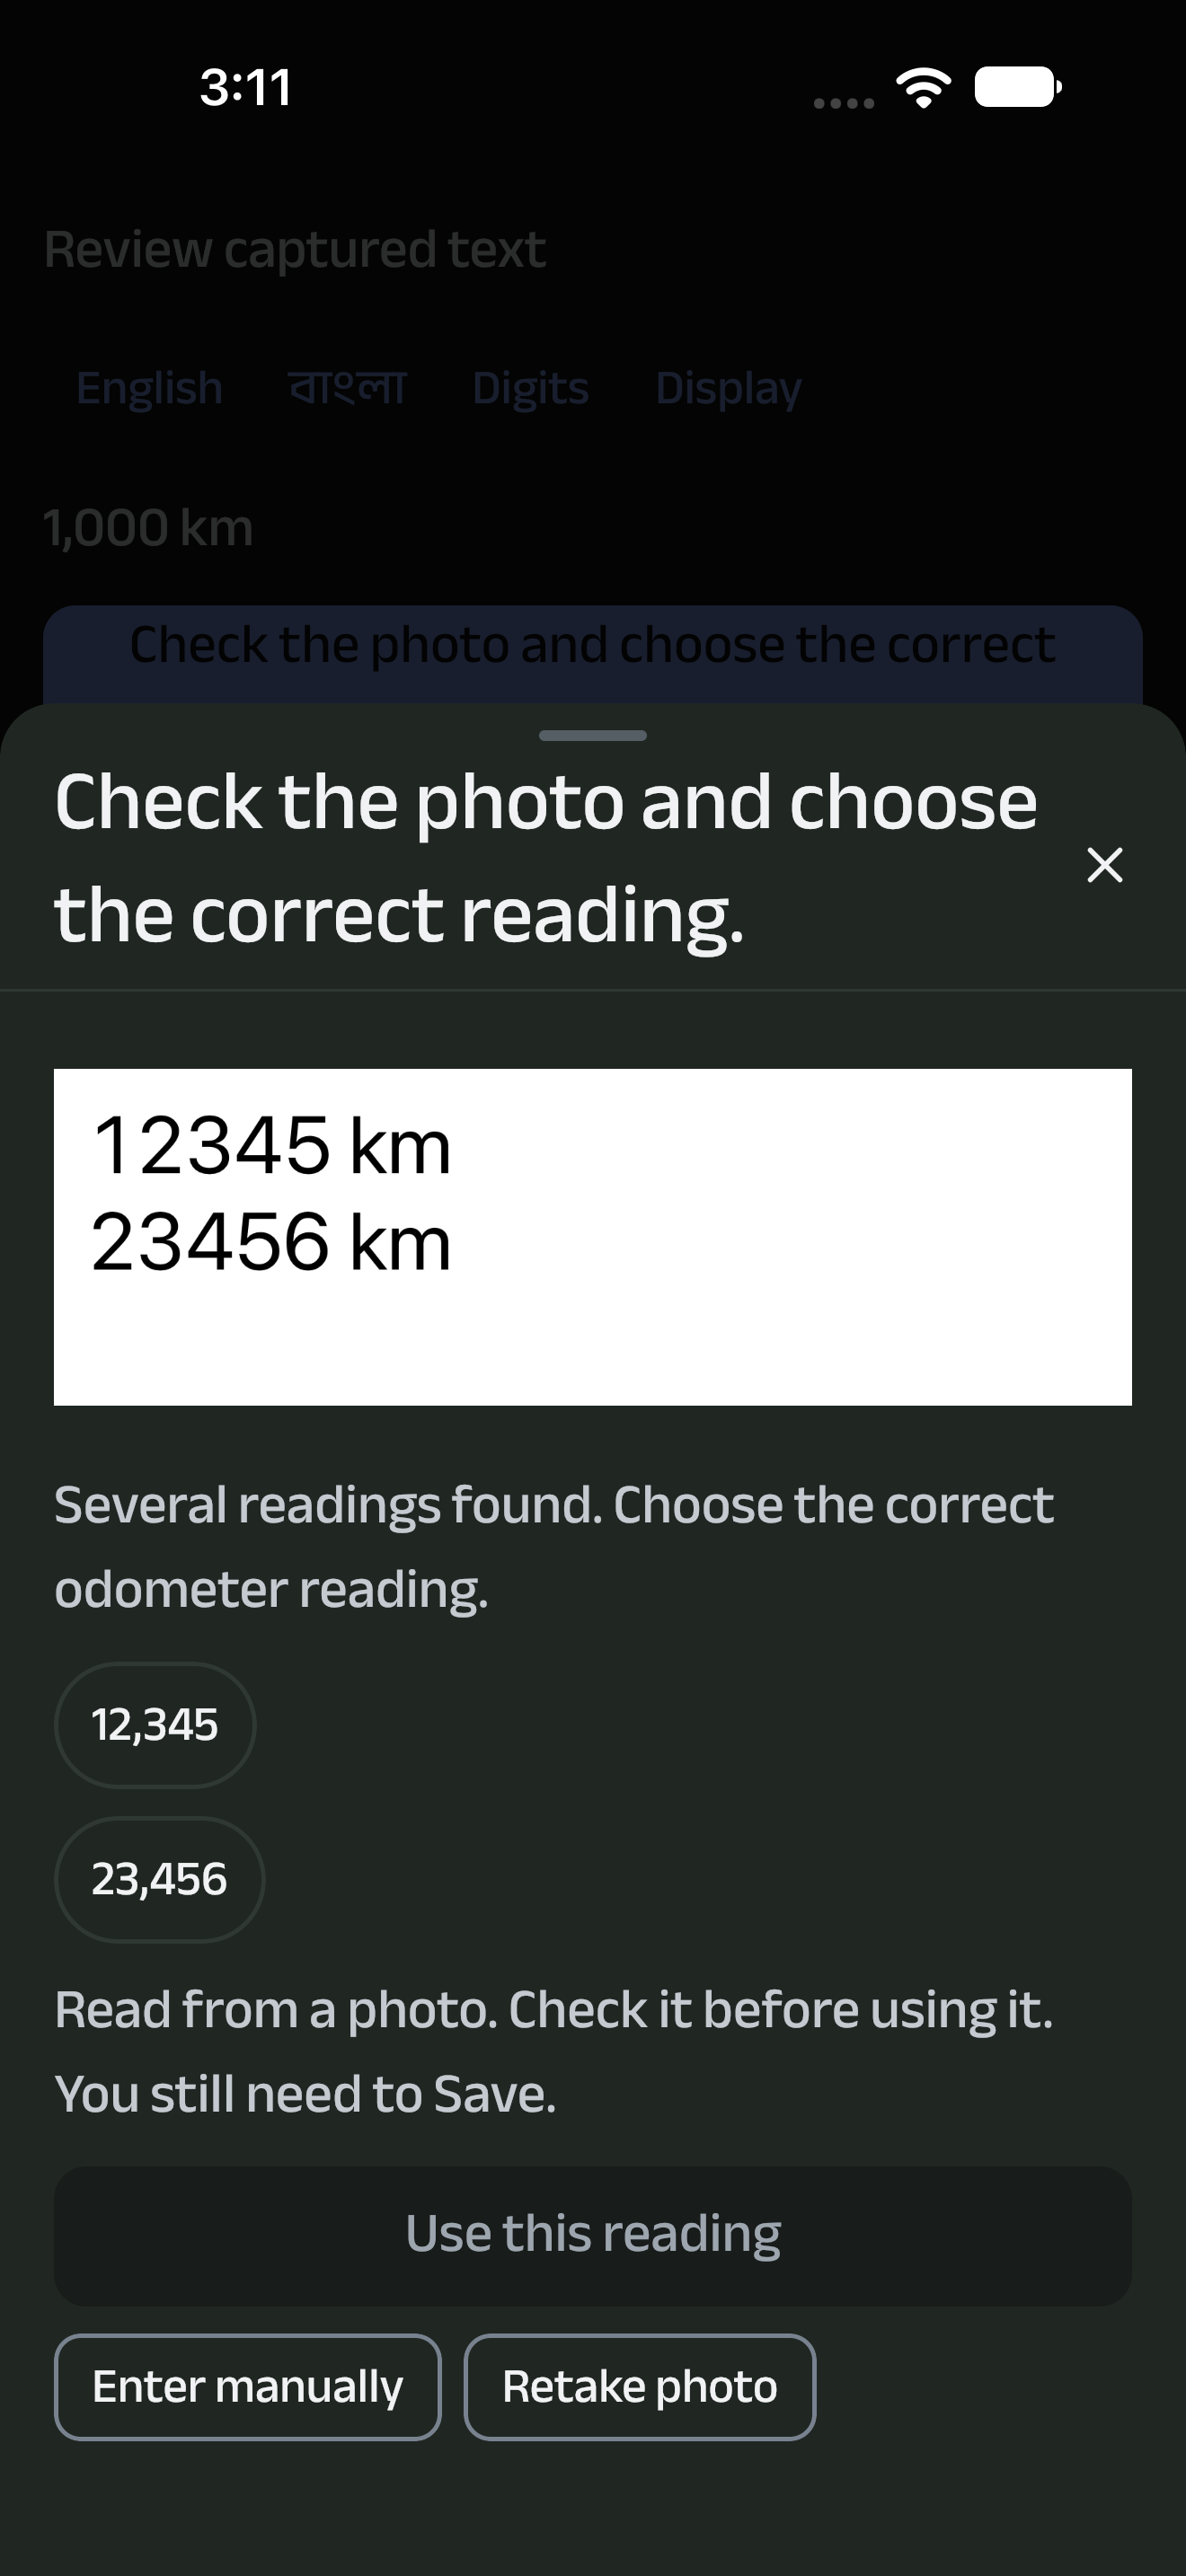 3:11
Review captured text
English বাংলা Digits Display
1,000 km
Check the photo and choose the correct
Check the photo and choose
the correct reading.
12345 km
23456 km
Several readings found. Choose the correct
odometer reading.
12,345
23,456
Read from a photo. Check it before using it.
You still need to Save.
Use this reading
Enter manually Retake photo